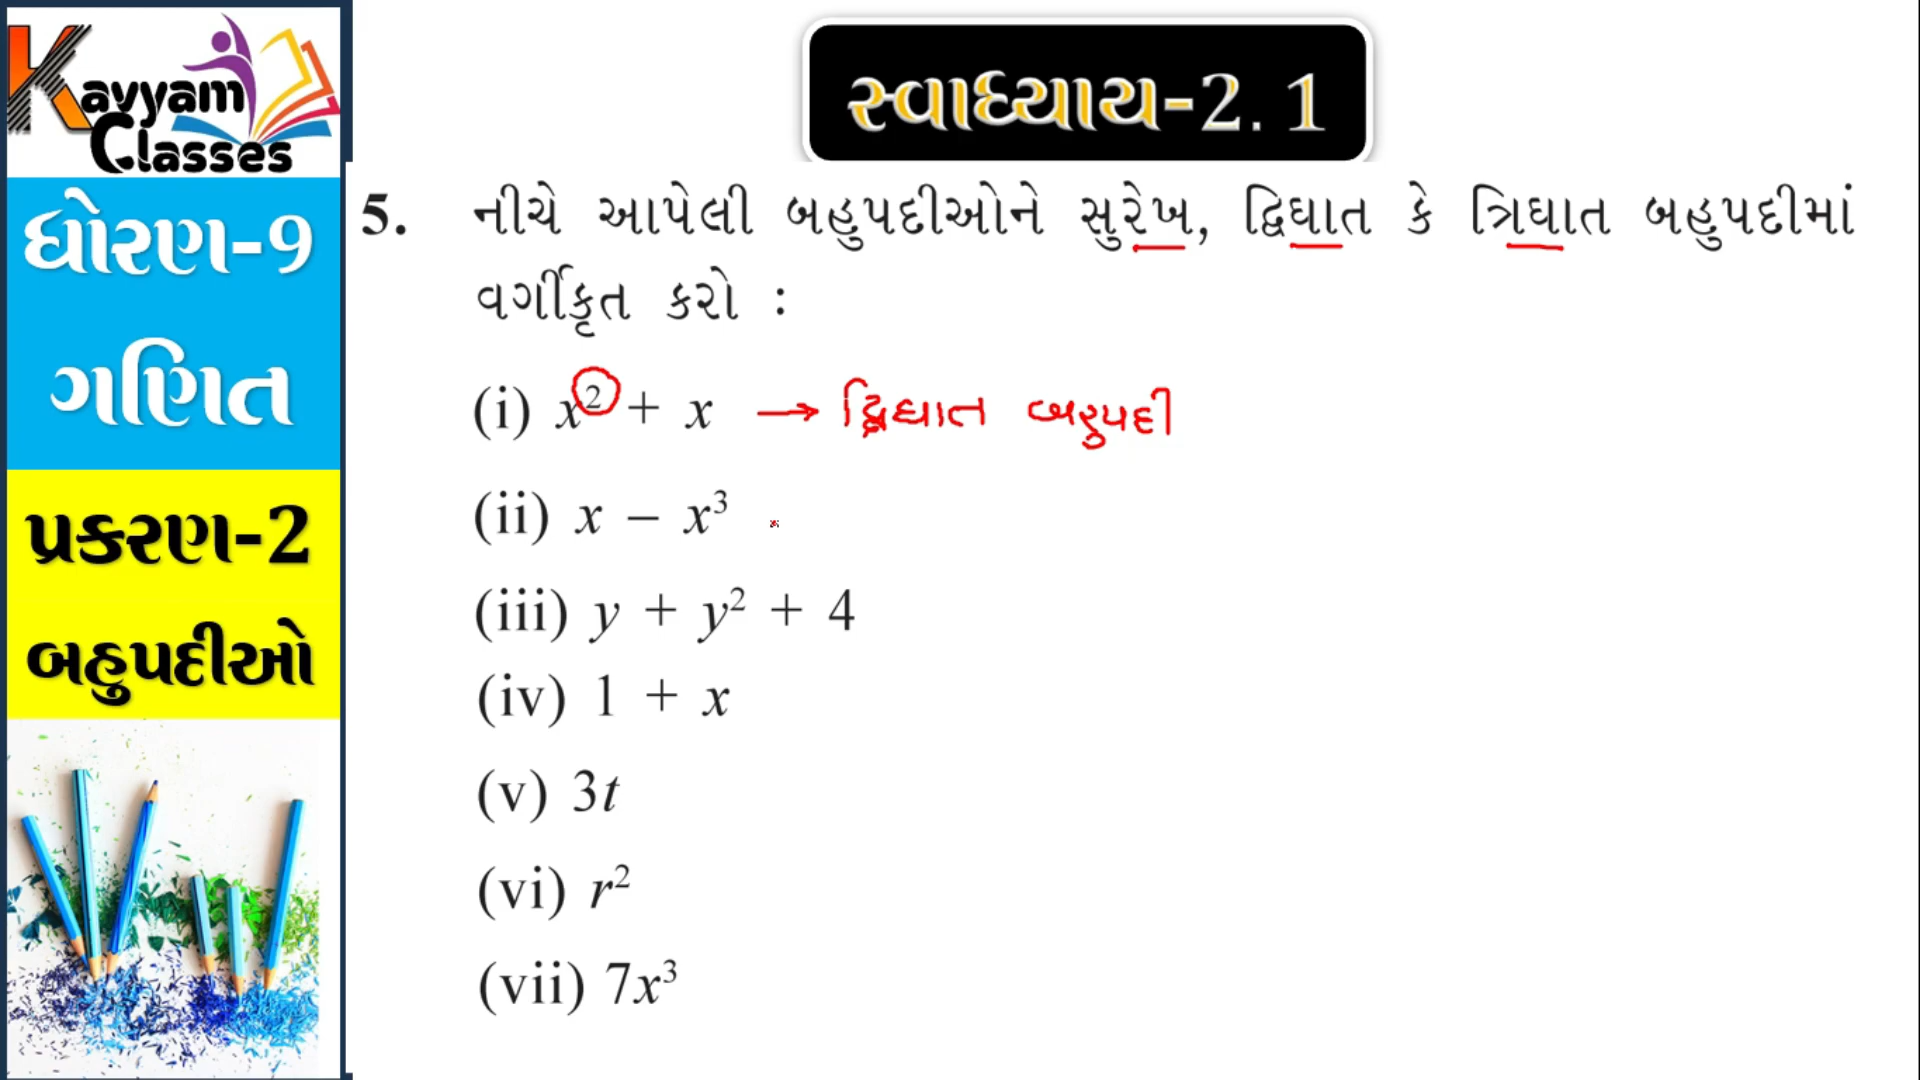 Kavyam
Classes
ધોરણ-9
ગણિત
પ્રકરણ-2
બહુપદીઓ
સ્વાધ્યાય-2.1
5. નીચે આપેલી બહુપદીઓને સુરેખ, દ્વિઘાત કે ત્રિઘાત બહુપદીમાં
વર્ગીકૃત કરો :
(i) x² + x → દ્વિઘાત બહુપદી
(ii) x – x³
(iii) y + y² + 4
(iv) 1 + x
(v) 3t
(vi) r²
(vii) 7x³